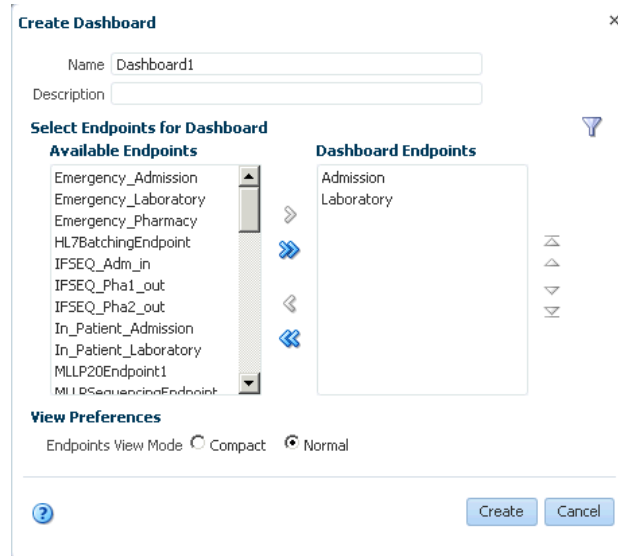 Create Dashboard
Name Dashboard1
Description
Select Endpoints for Dashboard
Available Endpoints
Emergency_Admission
Emergency_Laboratory
Emergency_Pharmacy
HL7BatchingEndpoint
IFSEQ_Adm_in
IFSEQ_Pha1_out
IFSEQ_Pha2_out
In_Patient_Admission
In_Patient_Laboratory
MLLP20Endpoint1
MLLPSequencingEndpoint
Dashboard Endpoints
Admission
Laboratory
View Preferences
Endpoints View Mode Compact Normal
Create Cancel